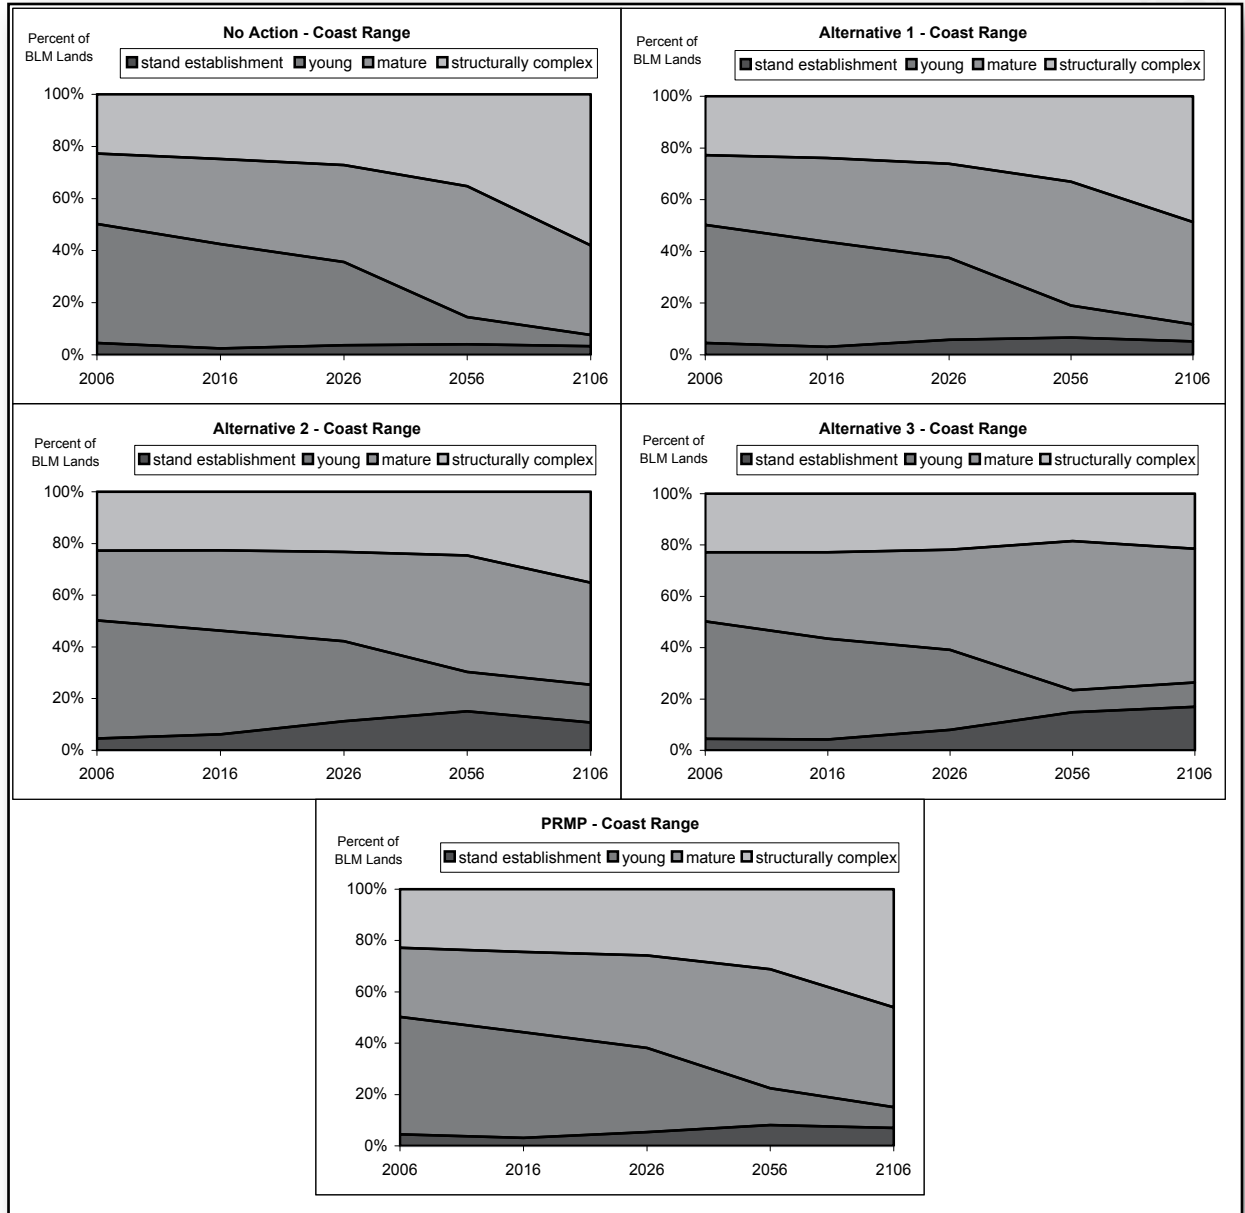 No Action - Coast Range
Percent of
BLM Lands
stand establishment young mature structurally complex
100%
80%
60%
40%
20%
0%
2006 2016 2026 2056 2106
Alternative 1 - Coast Range
Percent of
BLM Lands
stand establishment young mature structurally complex
100%
80%
60%
40%
20%
0%
2006 2016 2026 2056 2106
Alternative 2 - Coast Range
Percent of
BLM Lands
stand establishment young mature structurally complex
100%
80%
60%
40%
20%
0%
2006 2016 2026 2056 2106
Alternative 3 - Coast Range
Percent of
BLM Lands
stand establishment young mature structurally complex
100%
80%
60%
40%
20%
0%
2006 2016 2026 2056 2106
PRMP - Coast Range
Percent of
BLM Lands
stand establishment young mature structurally complex
100%
80%
60%
40%
20%
0%
2006 2016 2026 2056 2106